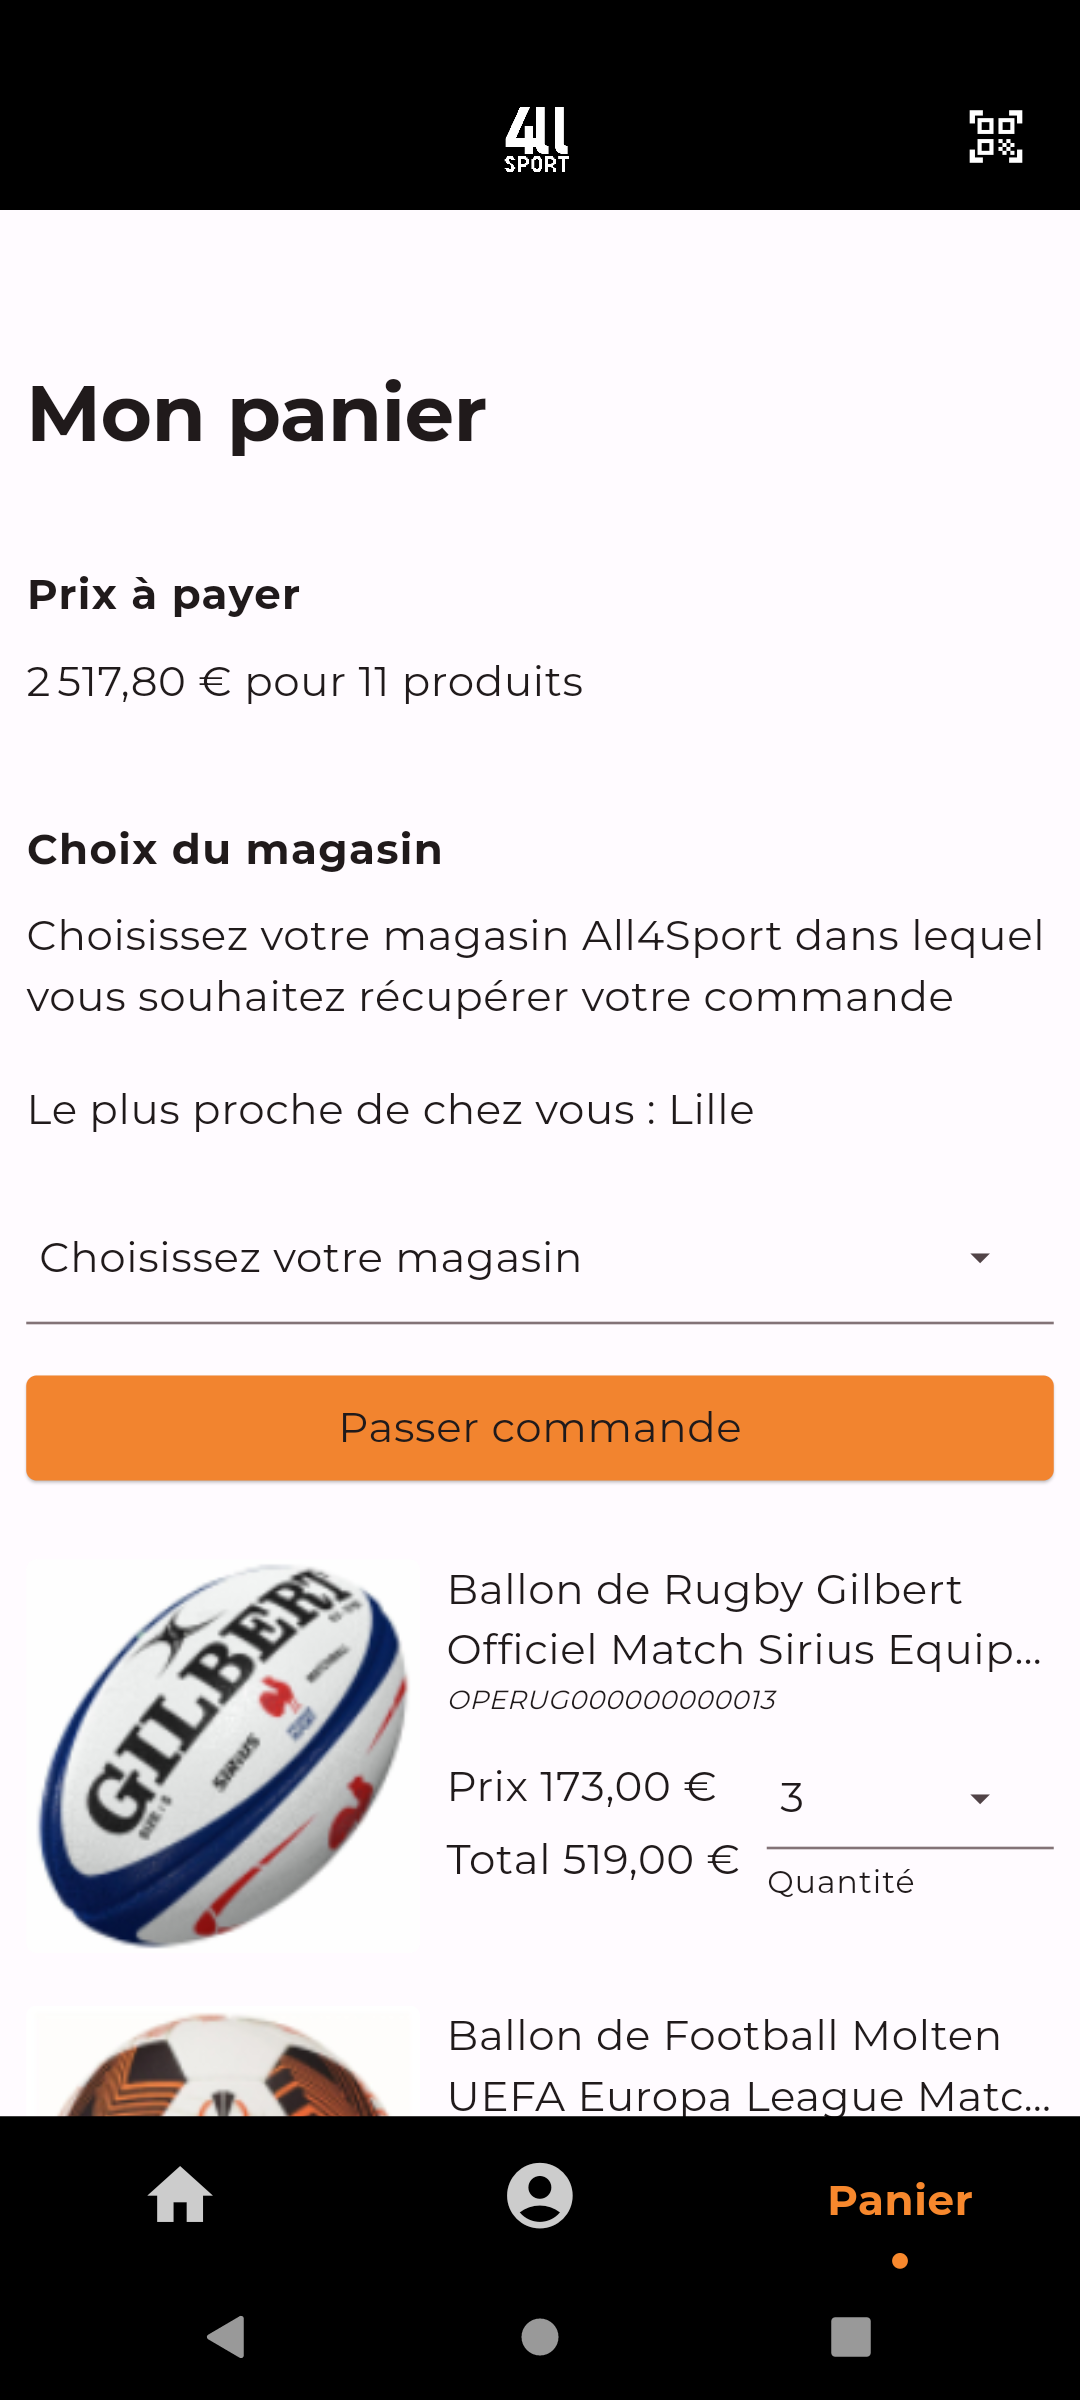 4ll
SPORT
Mon panier
Prix à payer
2 517,80 € pour 11 produits
Choix du magasin
Choisissez votre magasin All4Sport dans lequel
vous souhaitez récupérer votre commande
Le plus proche de chez vous : Lille
Choisissez votre magasin
Passer commande
GILBERT
SIRIUS
SIZE : 5
Ballon de Rugby Gilbert
Officiel Match Sirius Equip...
OPERUG000000000013
Prix 173,00 €
3
Total 519,00 €
Quantité
Ballon de Football Molten
UEFA Europa League Matc...
Panier